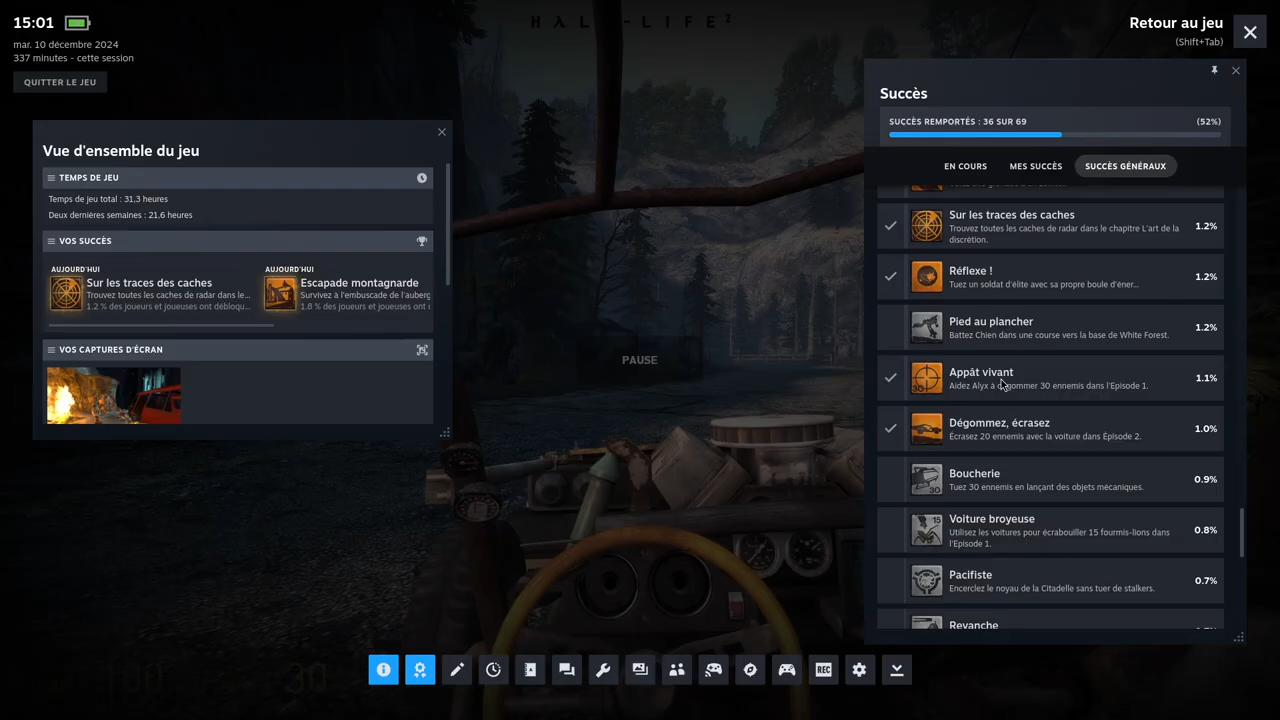 15:01
mar. 10 décembre 2024
337 minutes - cette session
QUITTER LE JEU
HALF-LIFE²
Retour au jeu
(Shift+Tab)
Vue d'ensemble du jeu
TEMPS DE JEU
Temps de jeu total : 31,3 heures
Deux dernières semaines : 21.6 heures
VOS SUCCÈS
AUJOURD'HUI
Sur les traces des caches
Trouvez toutes les caches de radar dans le...
1.2 % des joueurs et joueuses ont débloqu...
AUJOURD'HUI
Escapade montagnarde
Survivez à l'embuscade de l'auberg
1.8 % des joueurs et joueuses ont
VOS CAPTURES D'ÉCRAN
PAUSE
Succès
SUCCÈS REMPORTÉS : 36 SUR 69
(52%)
EN COURS
MES SUCCÈS
SUCCÈS GÉNÉRAUX
Sur les traces des caches
Trouvez toutes les caches de radar dans le chapitre L'art de la
discrétion.
1.2%
Réflexe !
Tuez un soldat d'élite avec sa propre boule d'éner...
1.2%
Pied au plancher
Battez Chien dans une course vers la base de White Forest.
1.2%
Appât vivant
Aidez Alyx à dégommer 30 ennemis dans l'Episode 1.
1.1%
Dégommez, écrasez
Écrasez 20 ennemis avec la voiture dans Épisode 2.
1.0%
Boucherie
Tuez 30 ennemis en lançant des objets mécaniques.
0.9%
Voiture broyeuse
Utilisez les voitures pour écrabouiller 15 fourmis-lions dans
l'Episode 1.
0.8%
Pacifiste
Encerclez le noyau de la Citadelle sans tuer de stalkers.
0.7%
Revanche
REC